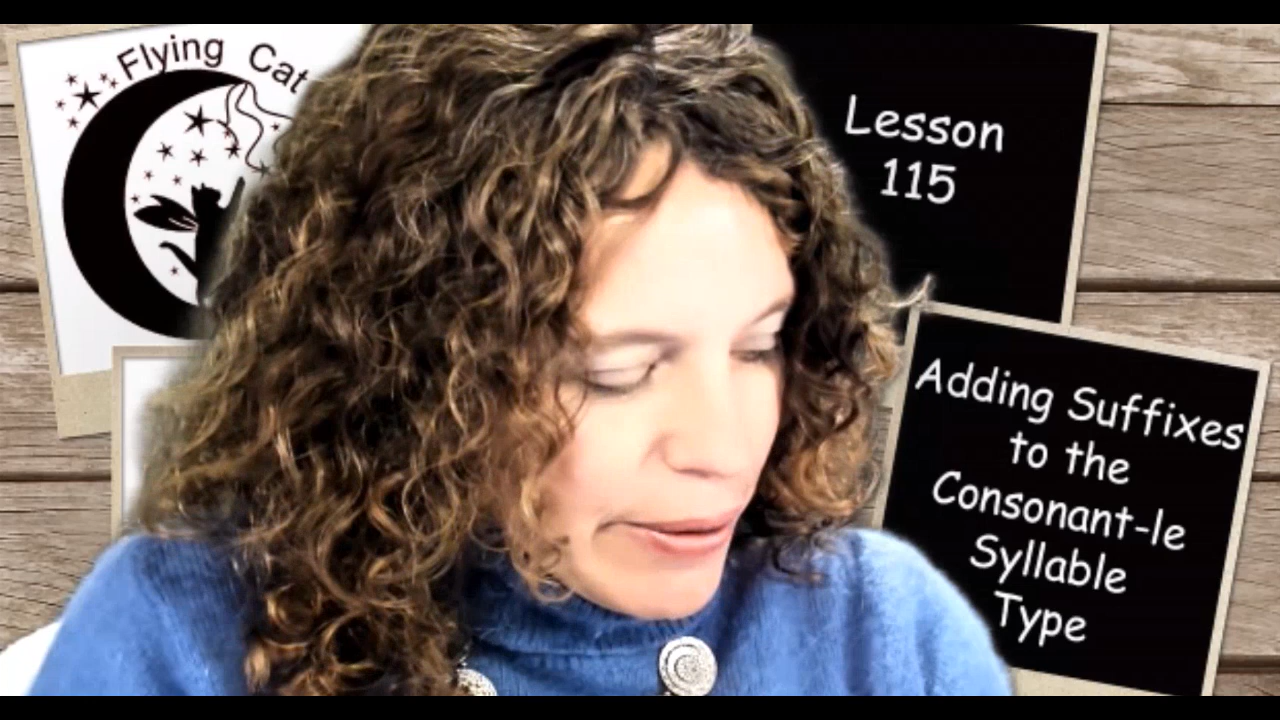 Flying Cat
Lesson
115
Adding Suffixes
to the
Consonant-le
Syllable
Type